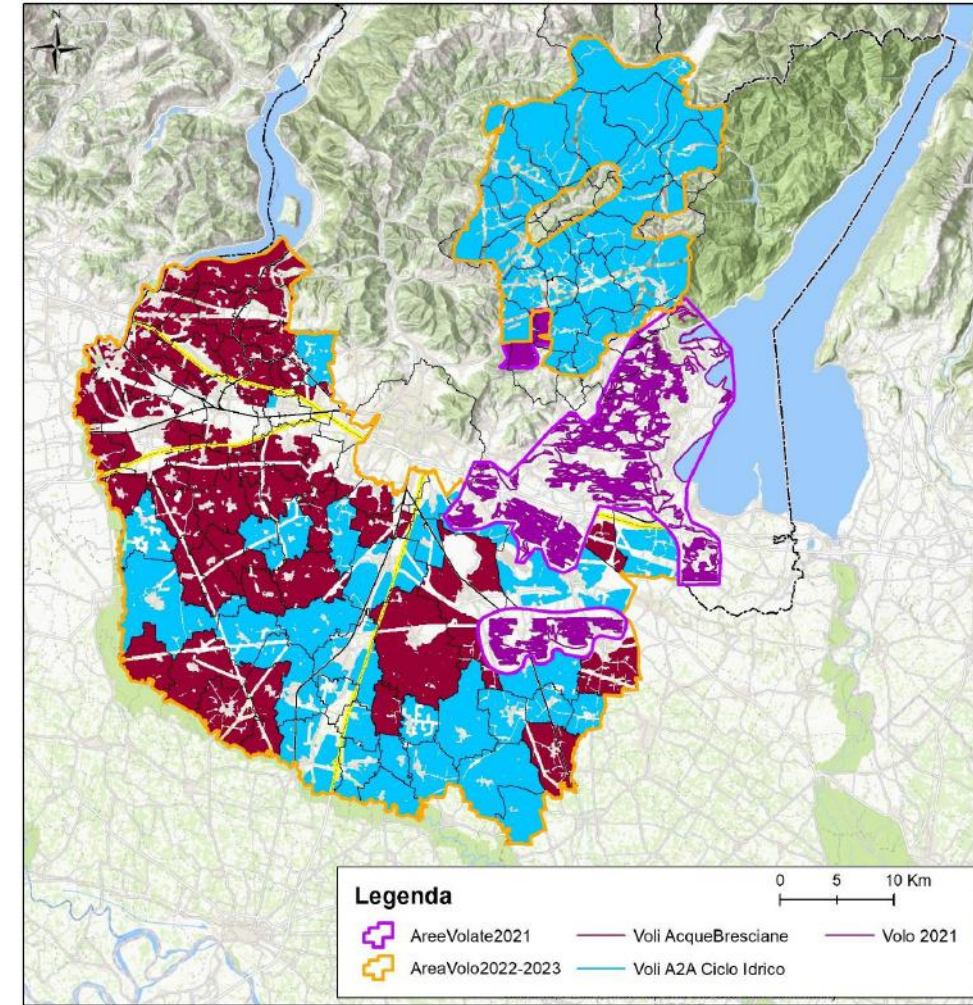 N
Legenda
0 5 10 Km
AreeVolate2021 Voli AcqueBresciane Volo 2021
AreaVolo2022-2023 Voli A2A Ciclo Idrico